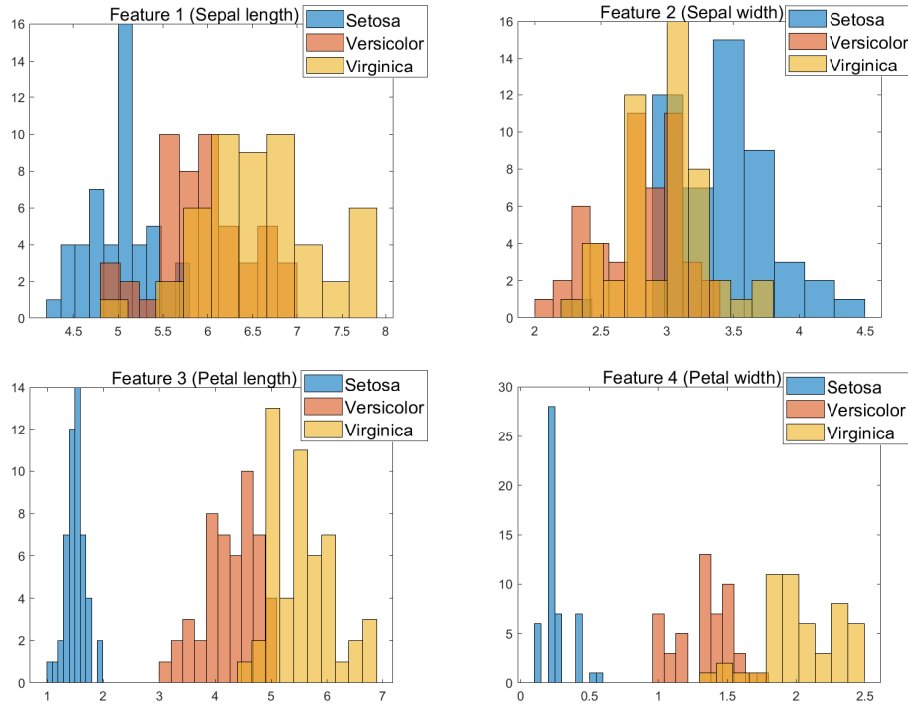 Feature 1 (Sepal length)
Setosa
Versicolor
Virginica
16
14
12
10
8
6
4
2
0
4.5 5 5.5 6 6.5 7 7.5 8
Feature 2 (Sepal width)
Setosa
Versicolor
Virginica
16
14
12
10
8
6
4
2
0
2 2.5 3 3.5 4 4.5
Feature 3 (Petal length)
Setosa
Versicolor
Virginica
14
12
10
8
6
4
2
0
1 2 3 4 5 6 7
Feature 4 (Petal width)
Setosa
Versicolor
Virginica
30
25
20
15
10
5
0
0 0.5 1 1.5 2 2.5